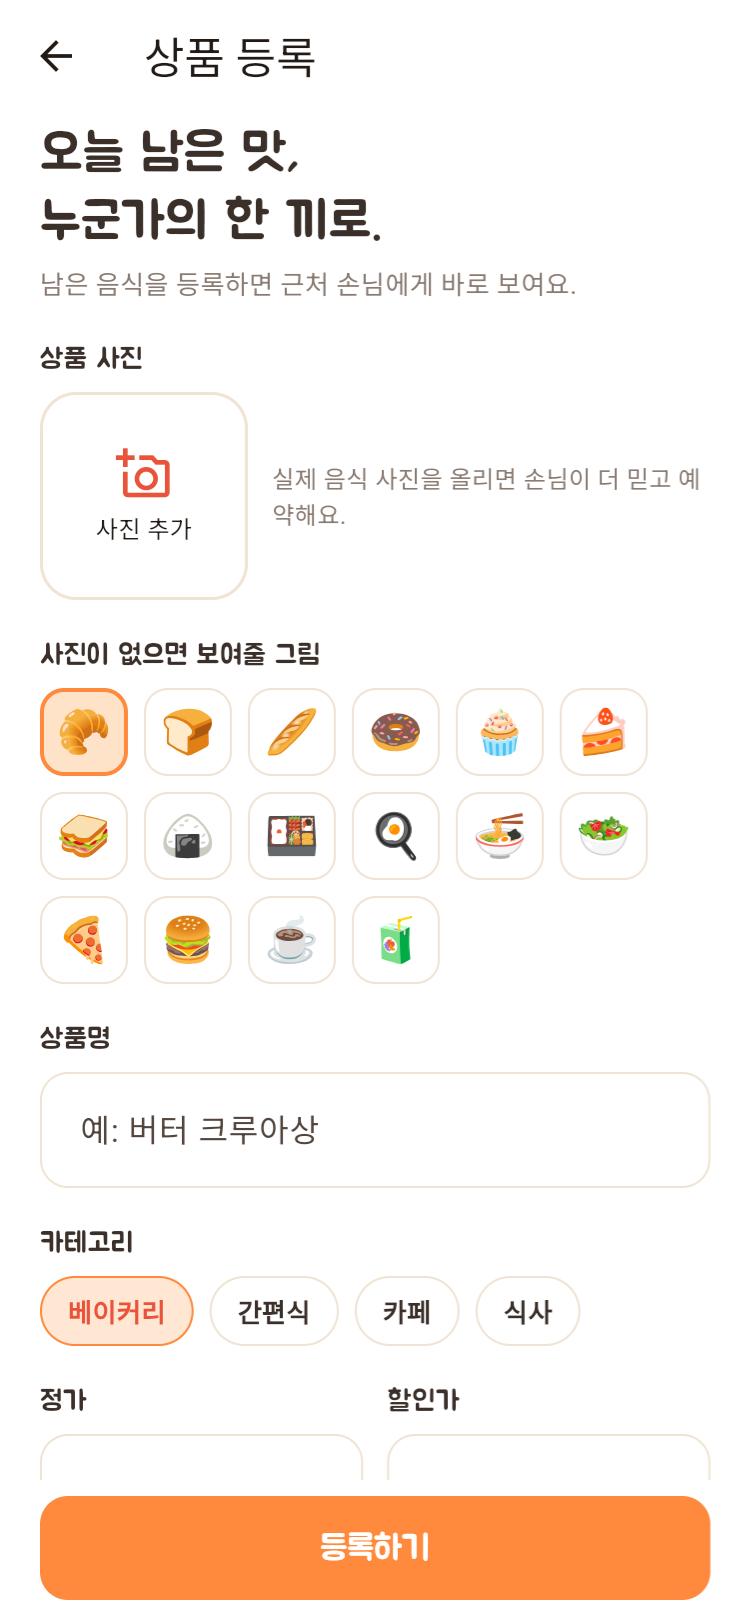 상품 등록
오늘 남은 맛,
누군가의 한 끼로.
남은 음식을 등록하면 근처 손님에게 바로 보여요.
상품 사진
사진 추가
실제 음식 사진을 올리면 손님이 더 믿고 예
약해요.
사진이 없으면 보여줄 그림
상품명
예: 버터 크루아상
카테고리
베이커리 간편식 카페 식사
정가 할인가
등록하기